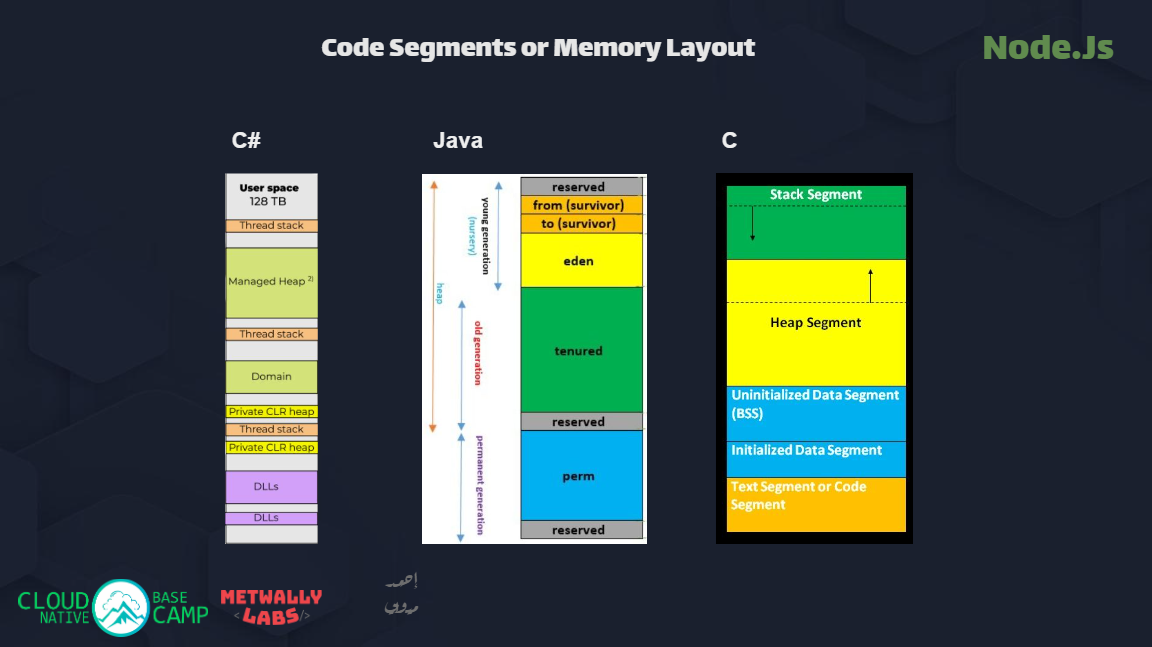 Code Segments or Memory Layout
Node.Js
C#
Java
C
User space
128 TB
Thread stack
Managed Heap 2)
Thread stack
Domain
Private CLR heap
Thread stack
Private CLR heap
DLLs
DLLs
heap
young generation
(nursery)
old generation
permanent generation
reserved
from (survivor)
to (survivor)
eden
tenured
reserved
perm
reserved
Stack Segment
Heap Segment
Uninitialized Data Segment
(BSS)
Initialized Data Segment
Text Segment or Code
Segment
CLOUD
NATIVE
BASE
CAMP
METWALLY
<LABS/>